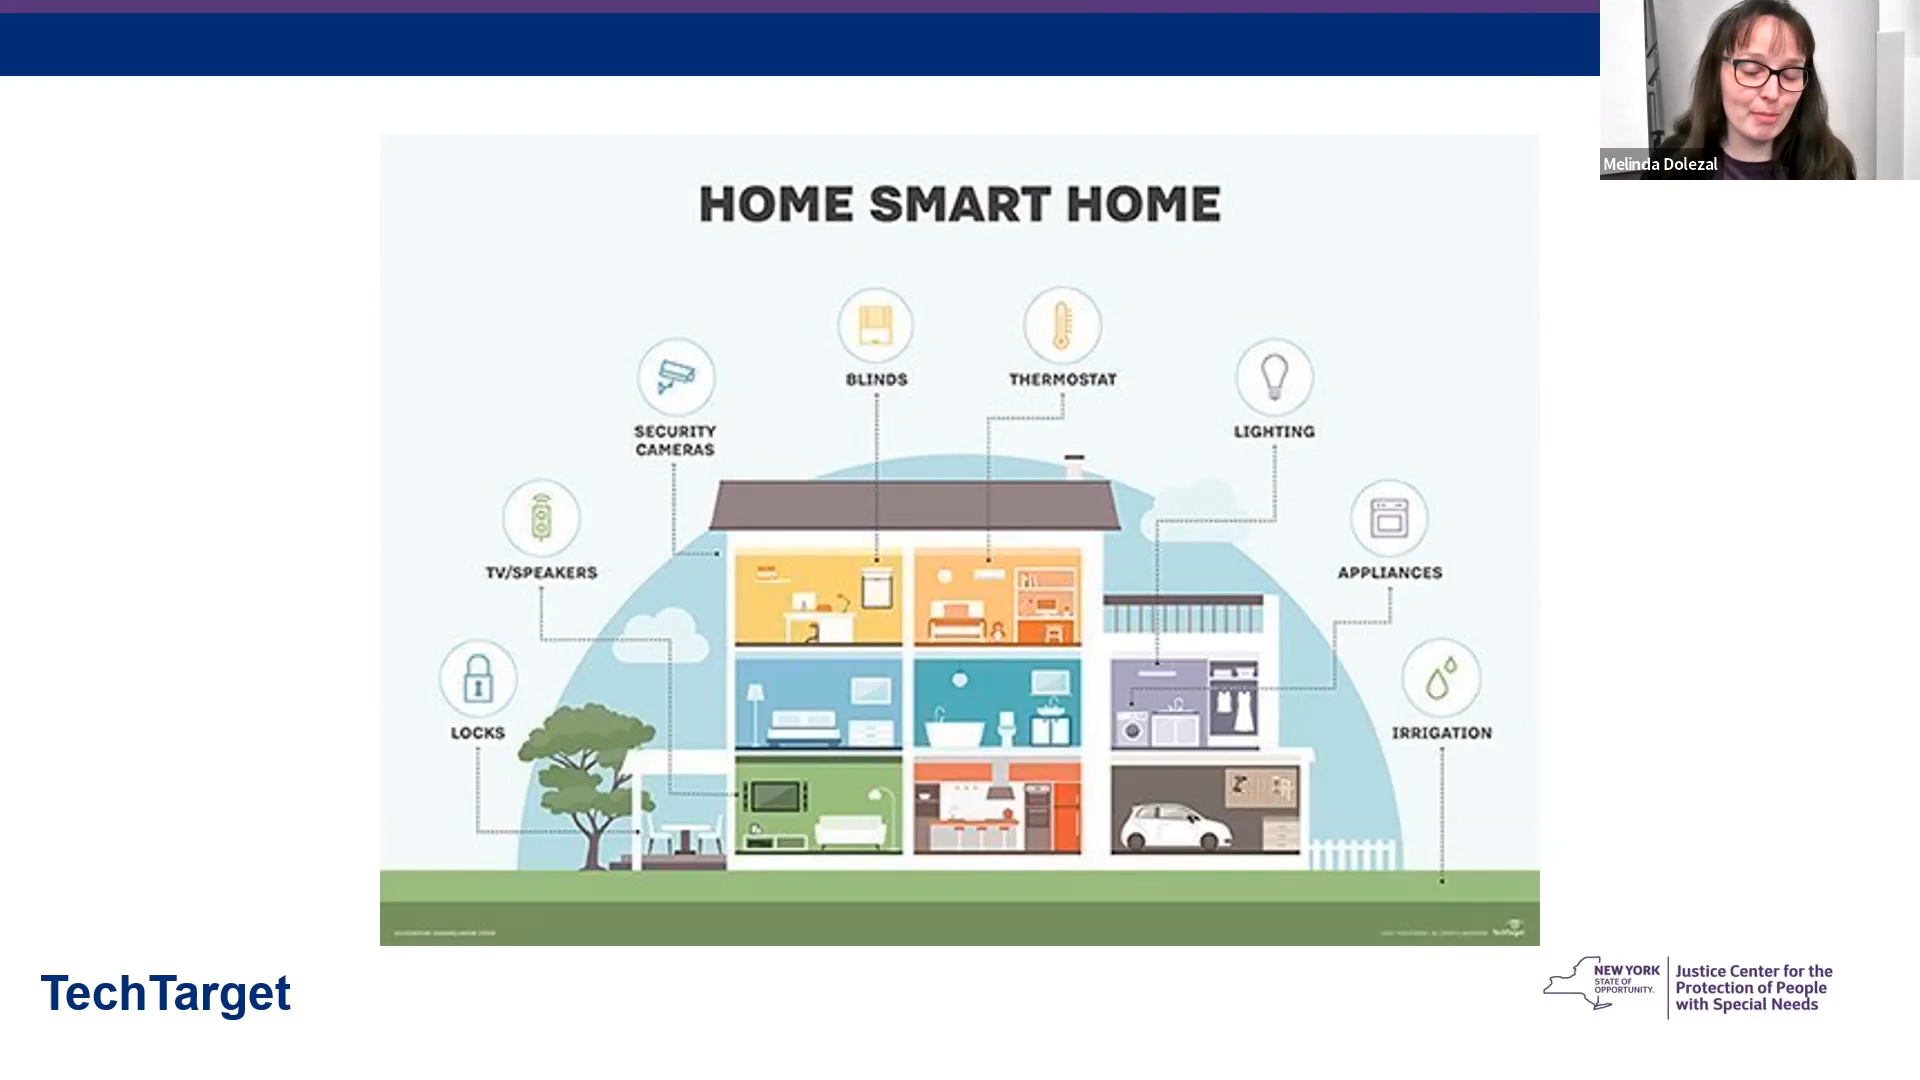 Melinda Dolezal
HOME SMART HOME
BLINDS
THERMOSTAT
SECURITY
CAMERAS
LIGHTING
TV/SPEAKERS
APPLIANCES
LOCKS
IRRIGATION
TechTarget
TechTarget
NEW YORK
STATE OF
OPPORTUNITY.
Justice Center for the
Protection of People
with Special Needs